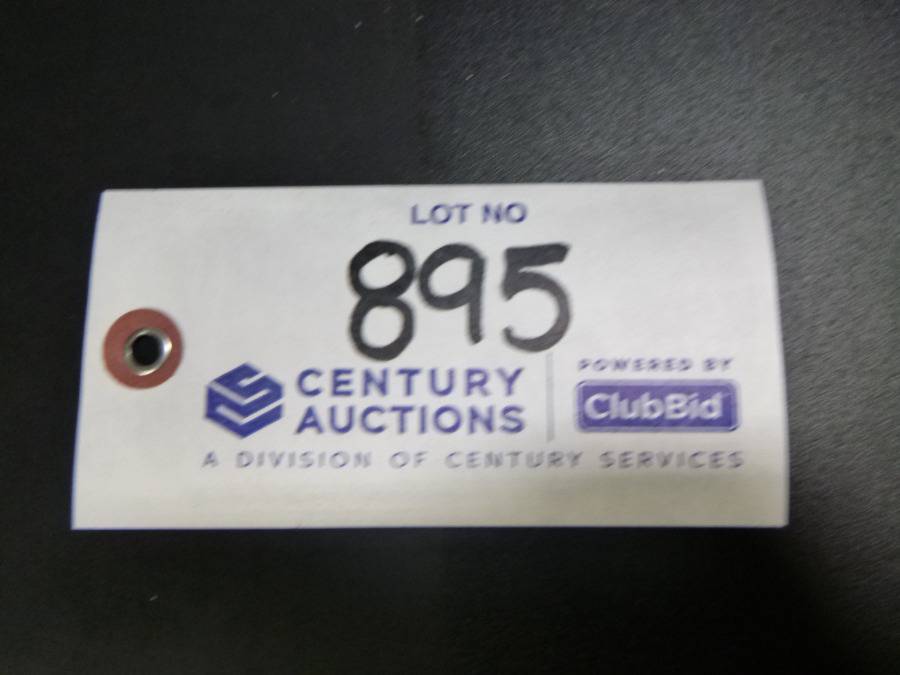 LOT NO
895
CENTURY
AUCTIONS
POWERED BY
ClubBid
A DIVISION OF CENTURY SERVICES